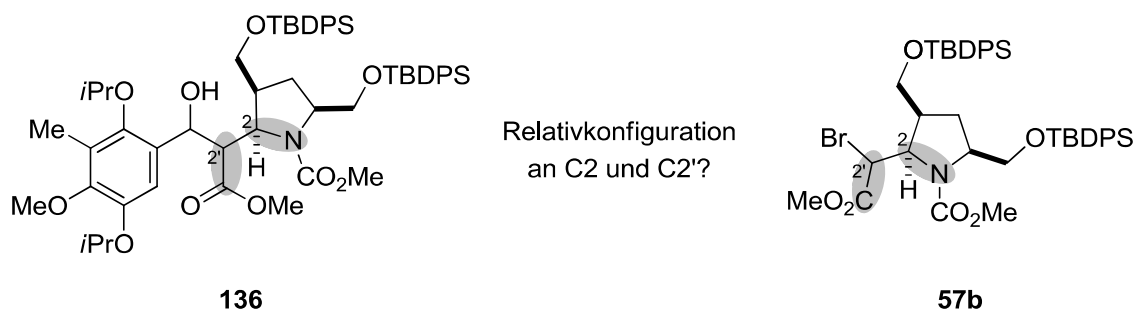 OTBDPS
OTBDPS
iPrO
OH
2
2'
Me
H
N
CO2Me
MeO
O
OMe
iPrO
136
Relativkonfiguration
an C2 und C2'?
OTBDPS
OTBDPS
Br
2
2'
H
N
MeO2C
CO2Me
57b